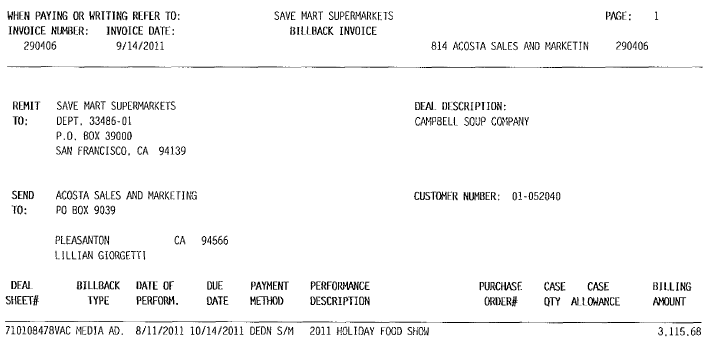 WHEN PAYING OR WRITING REFER TO: SAVE MART SUPERMARKETS PAGE: 1
INVOICE NUMBER: INVOICE DATE: BILLBACK INVOICE
290406 9/14/2011 814 ACOSTA SALES AND MARKETIN 290406
REMIT SAVE MART SUPERMARKETS DEAL DESCRIPTION:
TO: DEPT. 33486-01 CAMPBELL SOUP COMPANY
P.O. BOX 39000
SAN FRANCISCO, CA 94139
SEND ACOSTA SALES AND MARKETING CUSTOMER NUMBER: 03-052040
TO: PO BOX 9039
PLEASANTON CA 94566
LILLIAN GIORGETTI
DEAL BILLBACK DATE OF DUE PAYMENT PERFORMANCE PURCHASE CASE CASE BILLING
SHEET# TYPE PERFORM. DATE METHOD DESCRIPTION ORDER# QTY ALLOWANCE AMOUNT
710108478VAC MEDIA AD. 8/11/2011 10/14/2011 DEDN S/M 2011 HOLIDAY FOOD SHOW 3,115.68